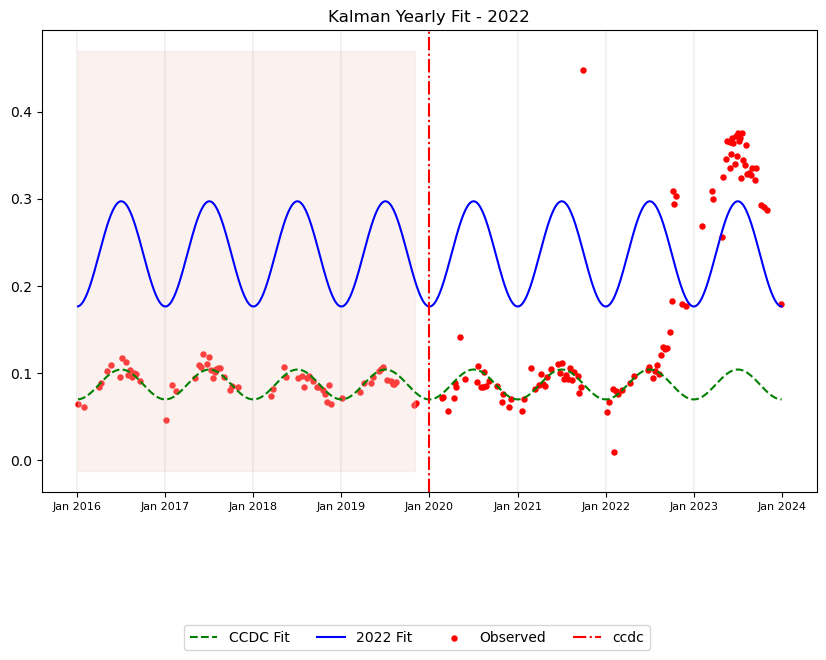 Kalman Yearly Fit - 2022
0.4
0.3
0.2
0.1
0.0
Jan 2016 Jan 2017 Jan 2018 Jan 2019 Jan 2020 Jan 2021 Jan 2022 Jan 2023 Jan 2024
CCDC Fit 2022 Fit Observed ccdc